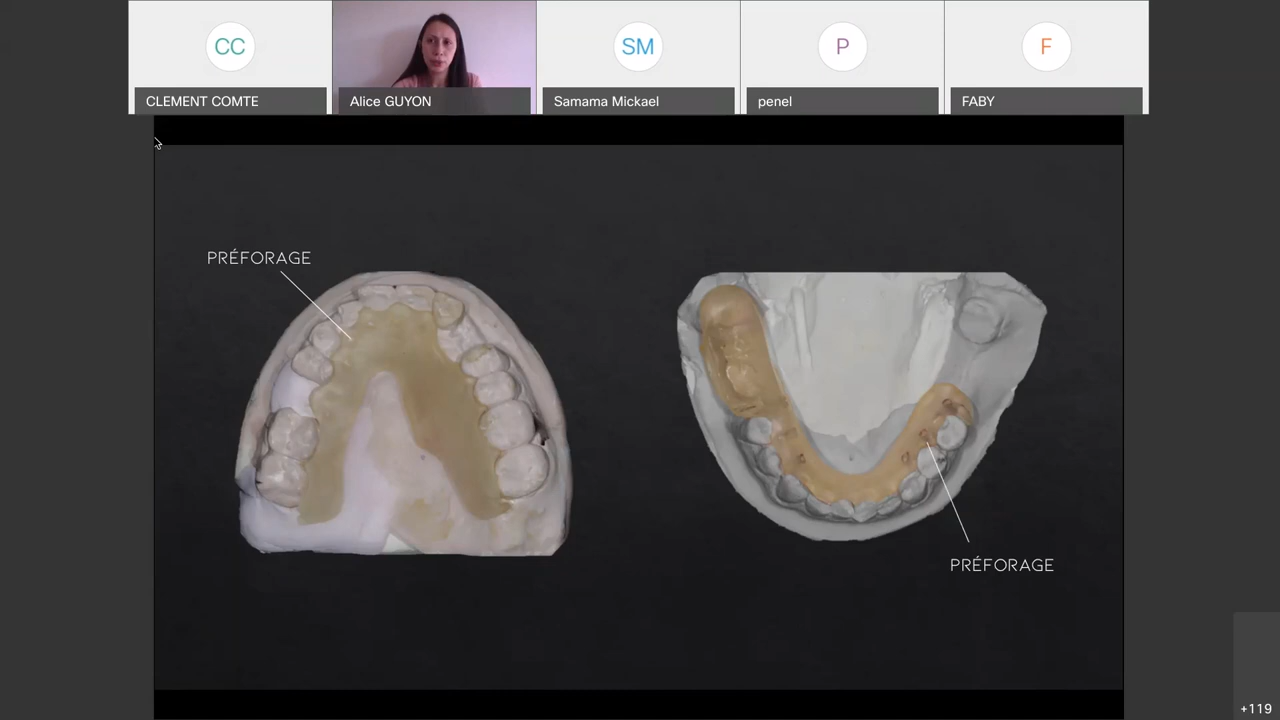 CC
SM
P
F
CLEMENT COMTE
Alice GUYON
Samama Mickael
penel
FABY
PRÉFORAGE
PRÉFORAGE
+119